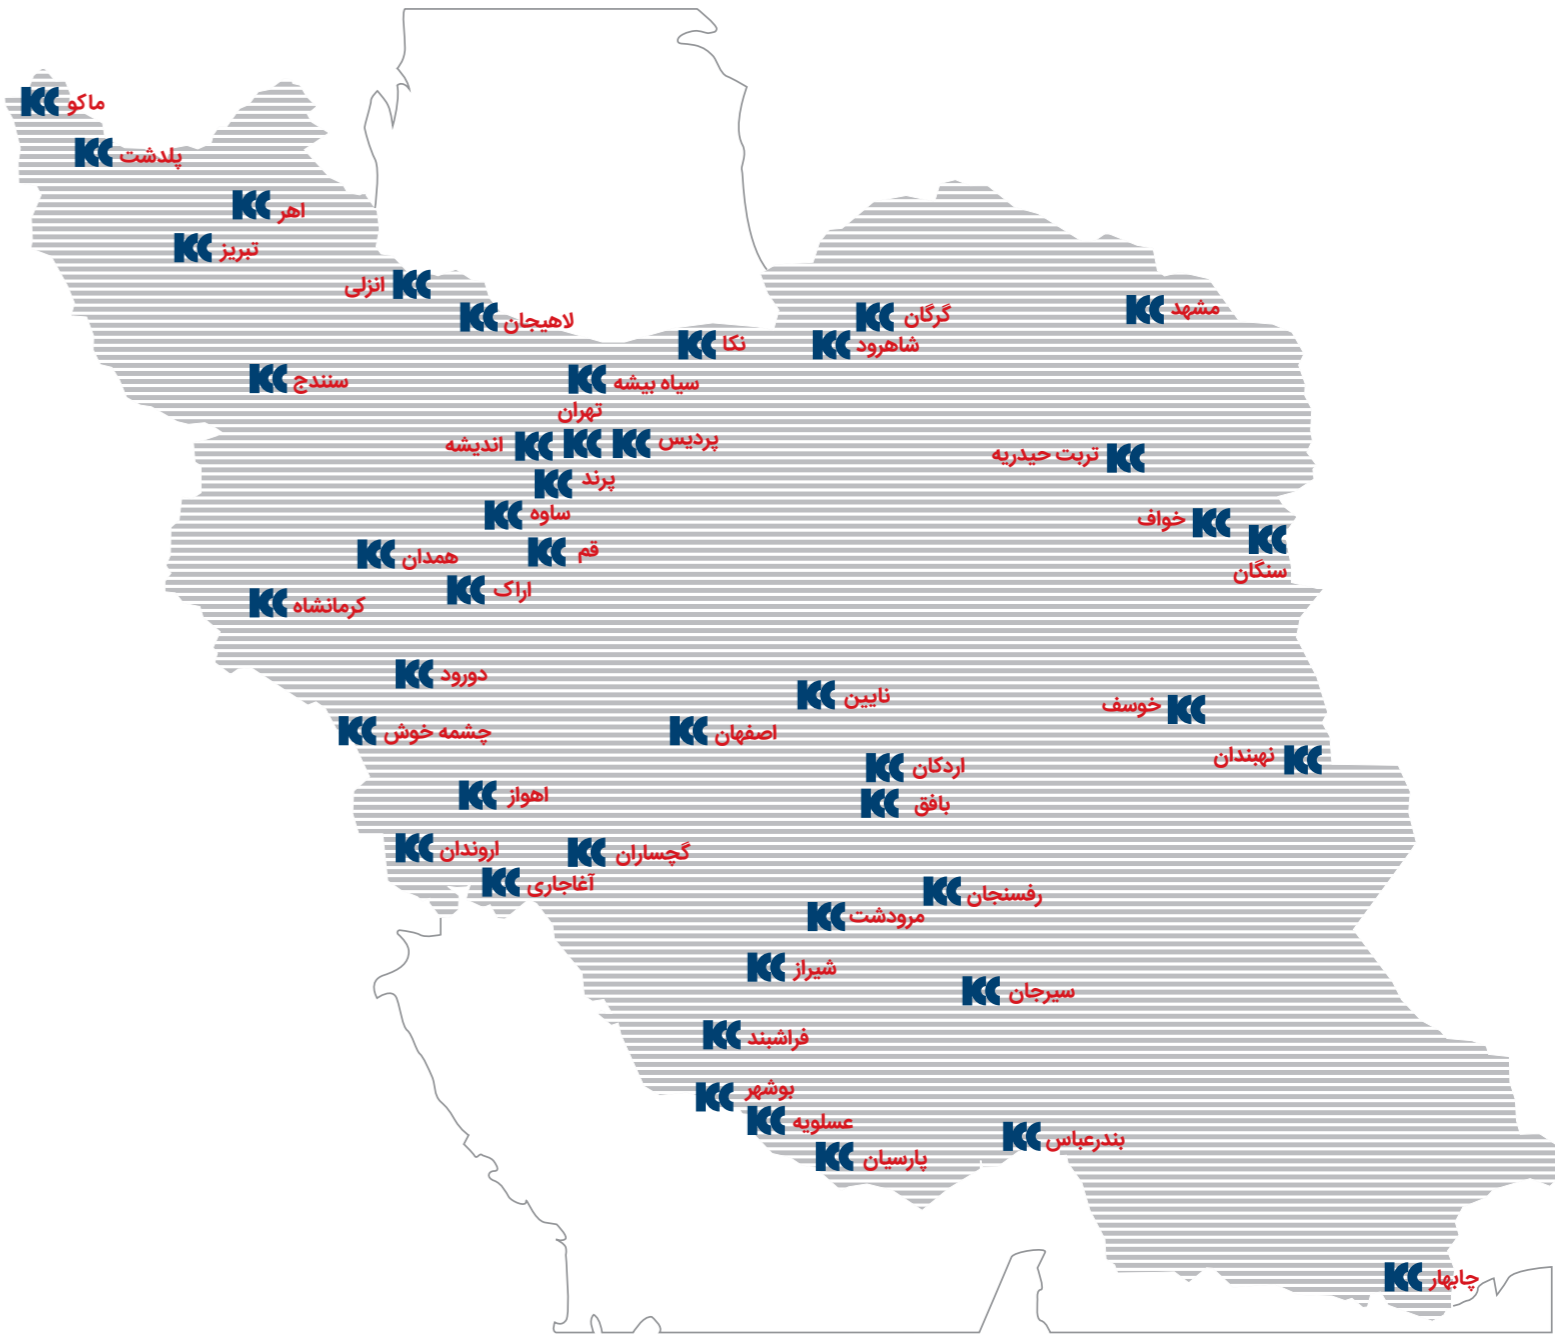 ماکو
پلدشت
اهر
تبریز
انزلی
لاهیجان
گرگان
مشهد
نکا
شاهرود
سنندج
سیاه بیشه
تهران
پردیس
اندیشه
تربت حیدریه
پرند
ساوه
خواف
قم
همدان
سنگان
اراک
کرمانشاه
دورود
نایین
خوسف
چشمه خوش
اصفهان
نهبندان
اردکان
اهواز
بافق
اروندان
گچساران
آغاجاری
رفسنجان
مرودشت
شیراز
سیرجان
فراشبند
بوشهر
عسلویه
بندرعباس
پارسیان
چابهار